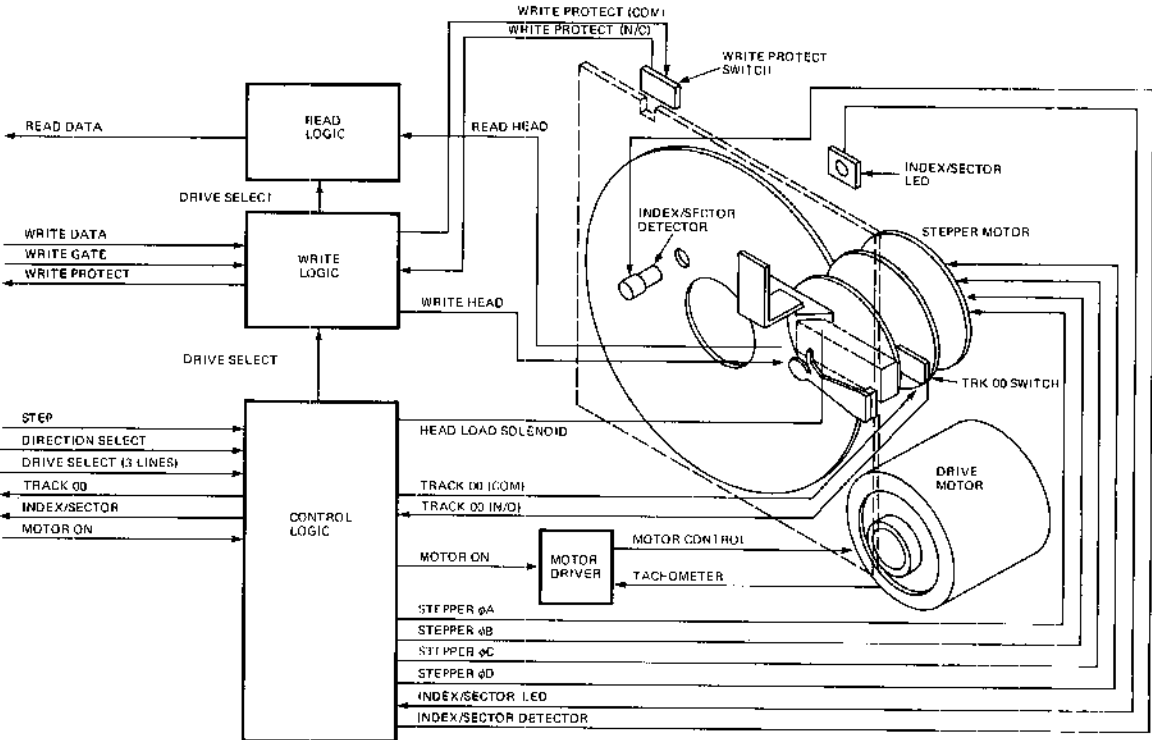 WRITE PROTECT (COM)
WRITE PROTECT (N/C)
WRITE PROTECT
SWITCH
READ DATA
READ
LOGIC
READ HEAD
INDEX/SECTOR
LED
DRIVE SELECT
INDEX/SECTOR
DETECTOR
STEPPER MOTOR
WRITE DATA
WRITE GATE
WRITE PROTECT
WRITE
LOGIC
WRITE HEAD
DRIVE SELECT
TRK 00 SWITCH
STEP
DIRECTION SELECT
DRIVE SELECT (3 LINES)
TRACK 00
INDEX/SECTOR
MOTOR ON
CONTROL
LOGIC
HEAD LOAD SOLENOID
TRACK 00 (COM)
TRACK 00 (N/O)
DRIVE
MOTOR
MOTOR ON
MOTOR
DRIVER
MOTOR CONTROL
TACHOMETER
STEPPER φA
STEPPER φB
STEPPER φC
STEPPER φD
INDEX/SECTOR LED
INDEX/SECTOR DETECTOR